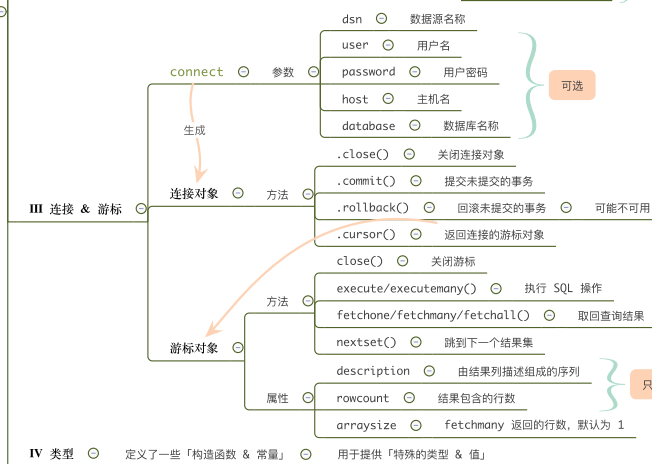 dsn 数据源名称
user 用户名
password 用户密码
host 主机名
database 数据库名称
可选
connect 参数
生成
.close() 关闭连接对象
.commit() 提交未提交的事务
.rollback() 回滚未提交的事务 可能不可用
.cursor() 返回连接的游标对象
连接对象 方法
III 连接 & 游标
close() 关闭游标
execute/executemany() 执行 SQL 操作
fetchone/fetchmany/fetchall() 取回查询结果
nextset() 跳到下一个结果集
方法
游标对象
description 由结果列描述组成的序列
rowcount 结果包含的行数
arraysize fetchmany 返回的行数，默认为 1
属性
只
IV 类型 定义了一些「构造函数 & 常量」 用于提供「特殊的类型 & 值」